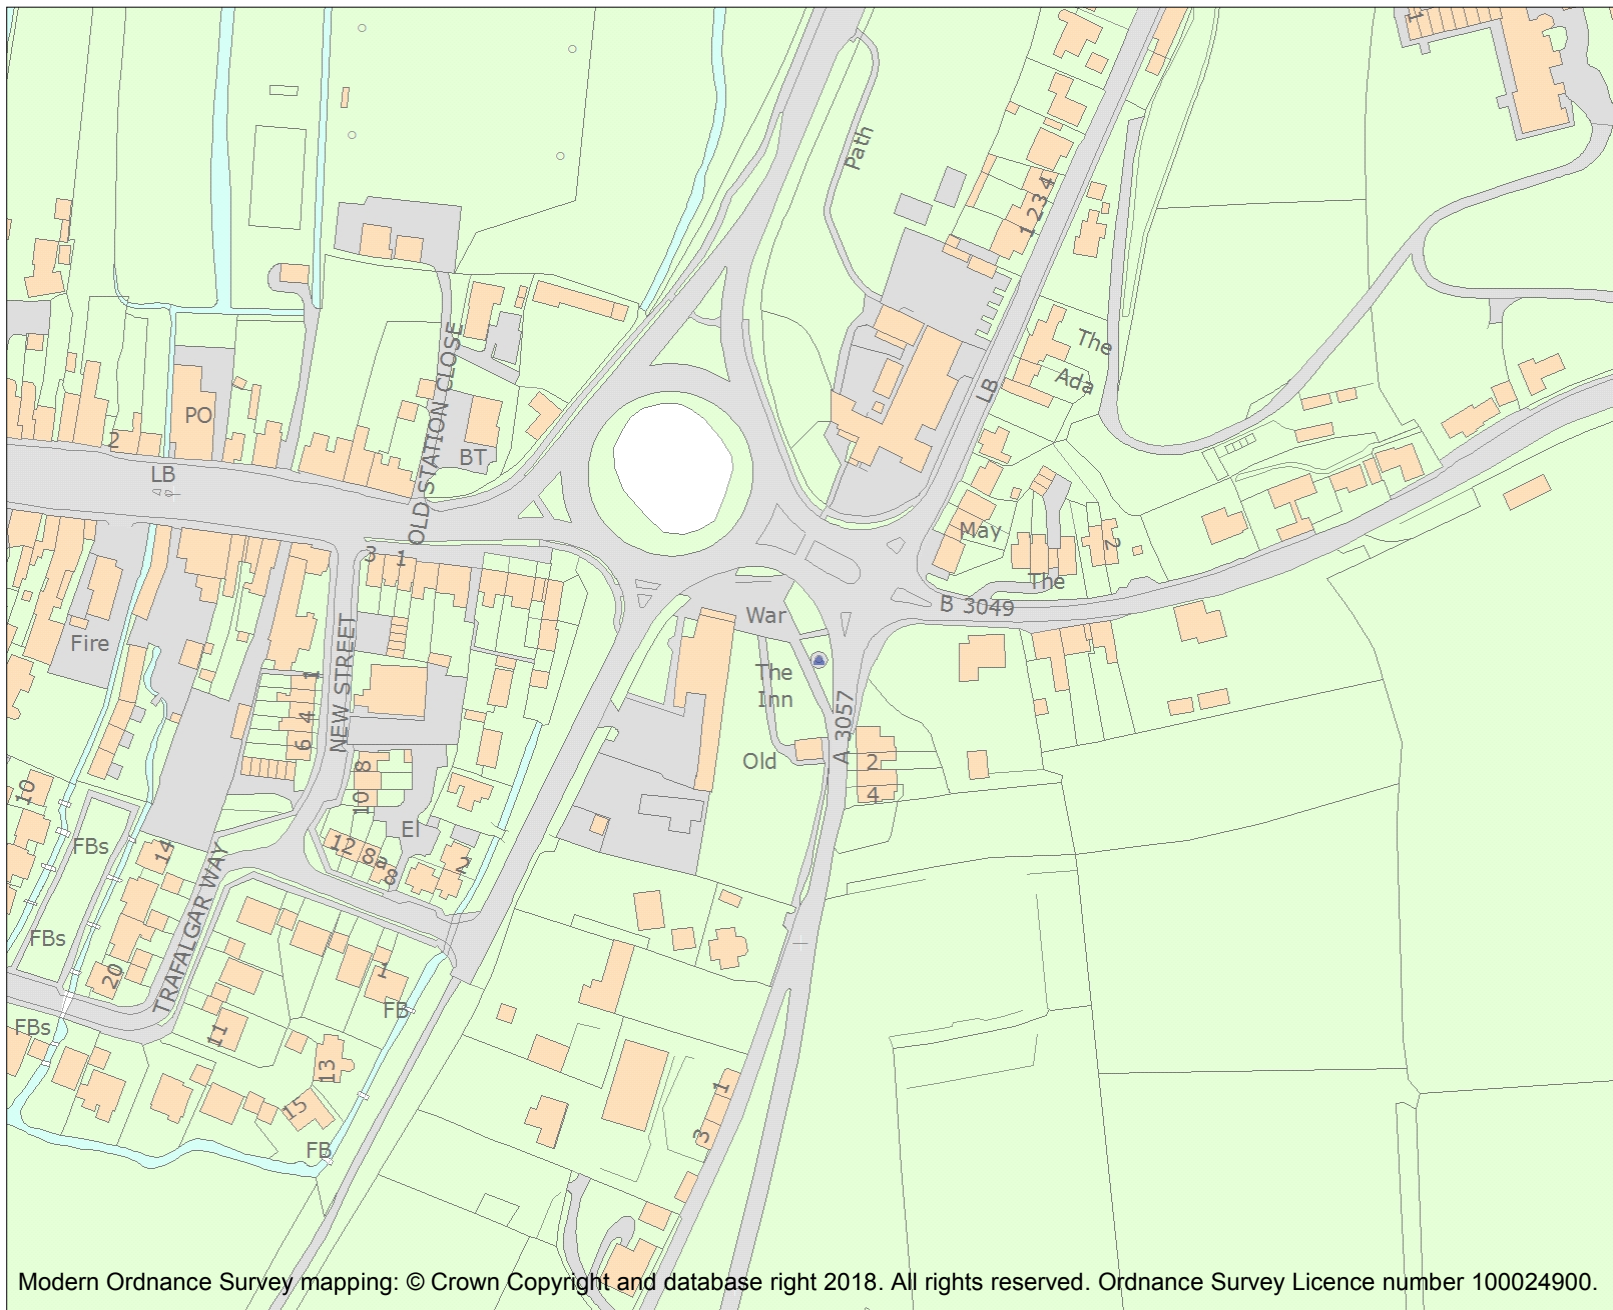 1
Path
1 2 3 4
The
Ada
OLD STATION CLOSE
PO
2
LB
BT
LB
May
2
The
B 3049
3
1
Fire
NEW STREET
War
The
Inn
Old
A 3057
2
4
1
4
6
8
10
10
El
12
8a
8
2
FBs
14
TRAFALGAR WAY
FBs
20
1
FB
FBs
11
13
15
FB
1
3
Modern Ordnance Survey mapping: © Crown Copyright and database right 2018. All rights reserved. Ordnance Survey Licence number 100024900.